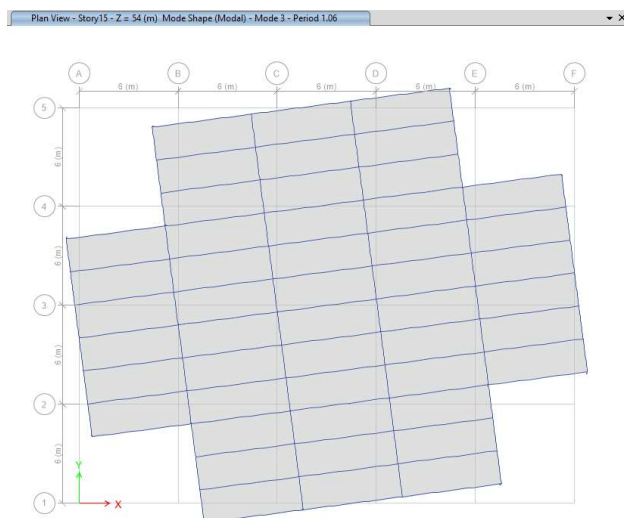 Plan View - Story15 - Z = 54 (m) Mode Shape (Modal) - Mode 3 - Period 1.06
A B C D E F
6 (m) 6 (m) 6 (m) 6 (m) 6 (m)
5
6 (m)
4
6 (m)
3
6 (m)
2
6 (m)
Y
X
1